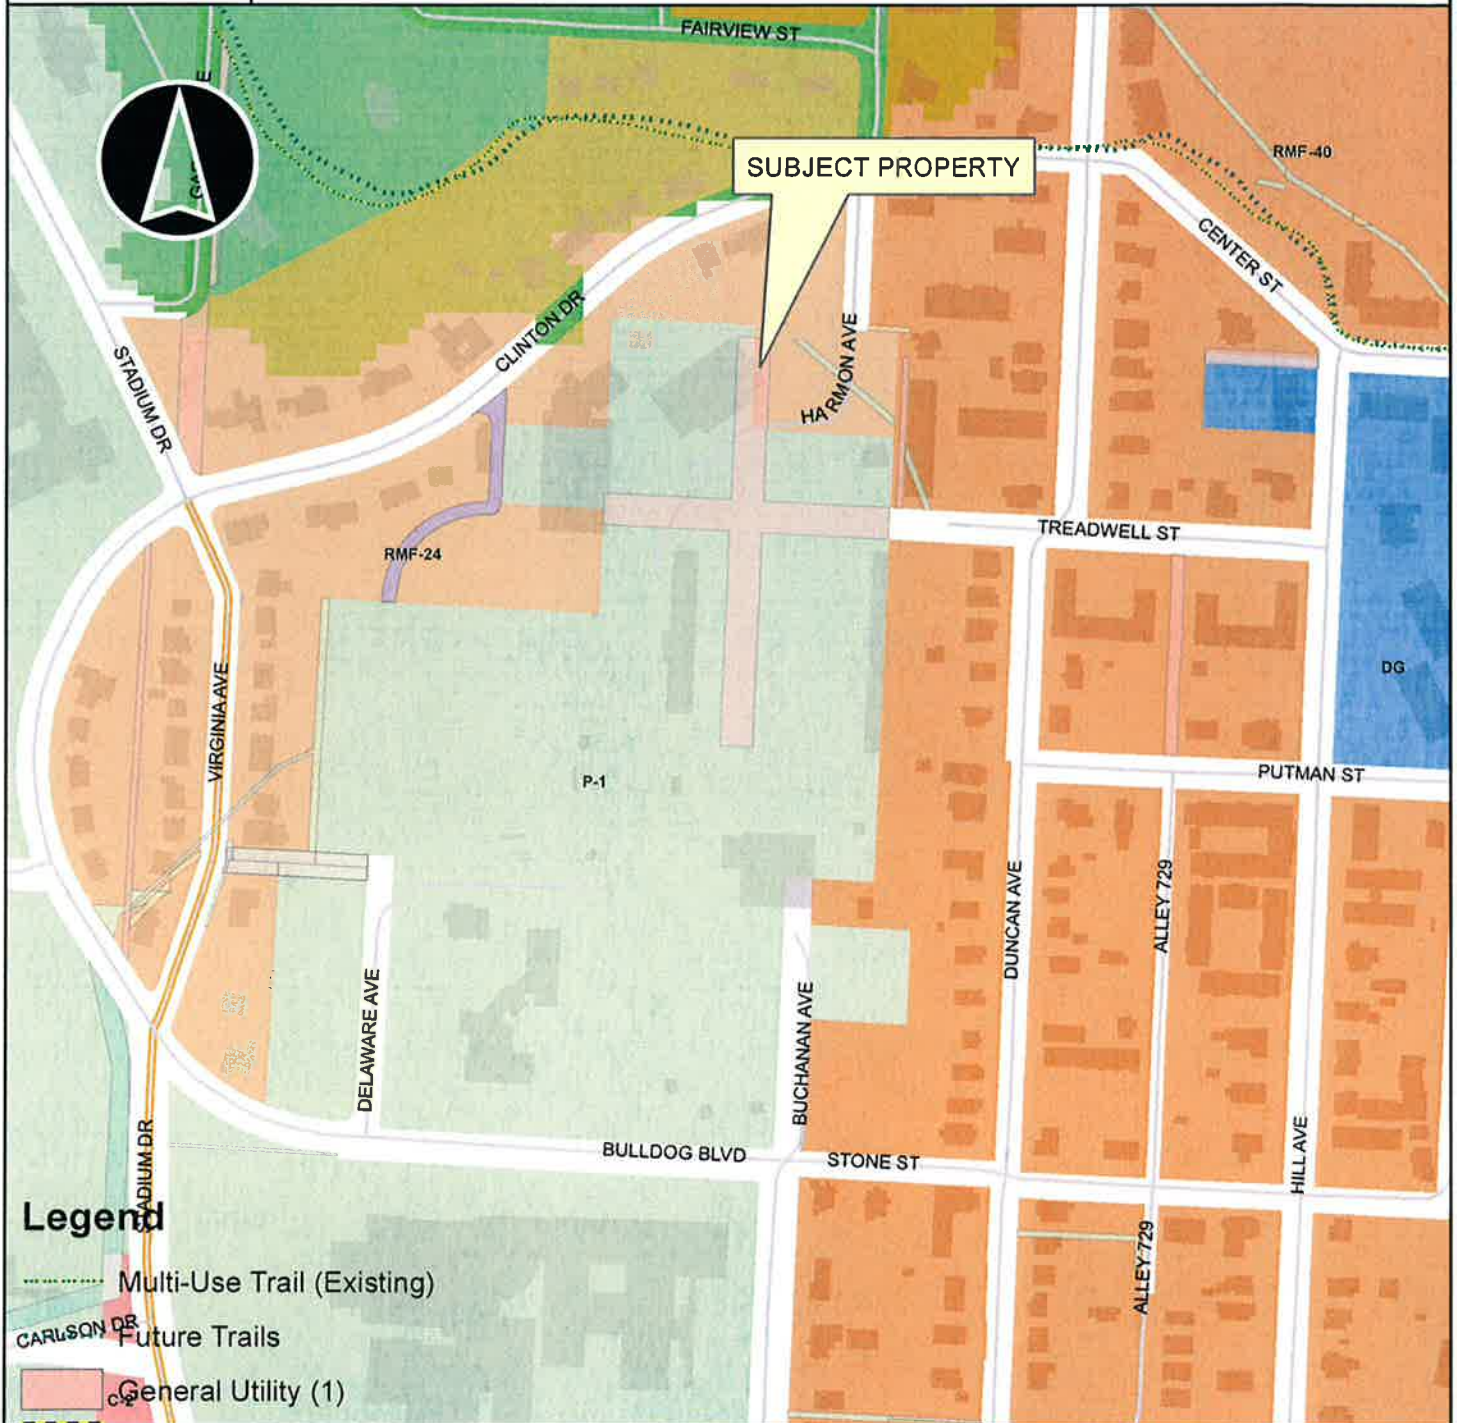 FAIRVIEW ST
SUBJECT PROPERTY
RMF-40
CENTER ST
CLINTON DR
STADIUM DR
HARMON AVE
TREADWELL ST
RMF-24
DG
VIRGINIA AVE
P-1
PUTMAN ST
DUNCAN AVE
ALLEY 729
DELAWARE AVE
BUCHANAN AVE
BULLDOG BLVD
STONE ST
HILL AVE
STADIUM DR
ALLEY 729
Legend
Multi-Use Trail (Existing)
CARLSON DR
Future Trails
C-2
General Utility (1)